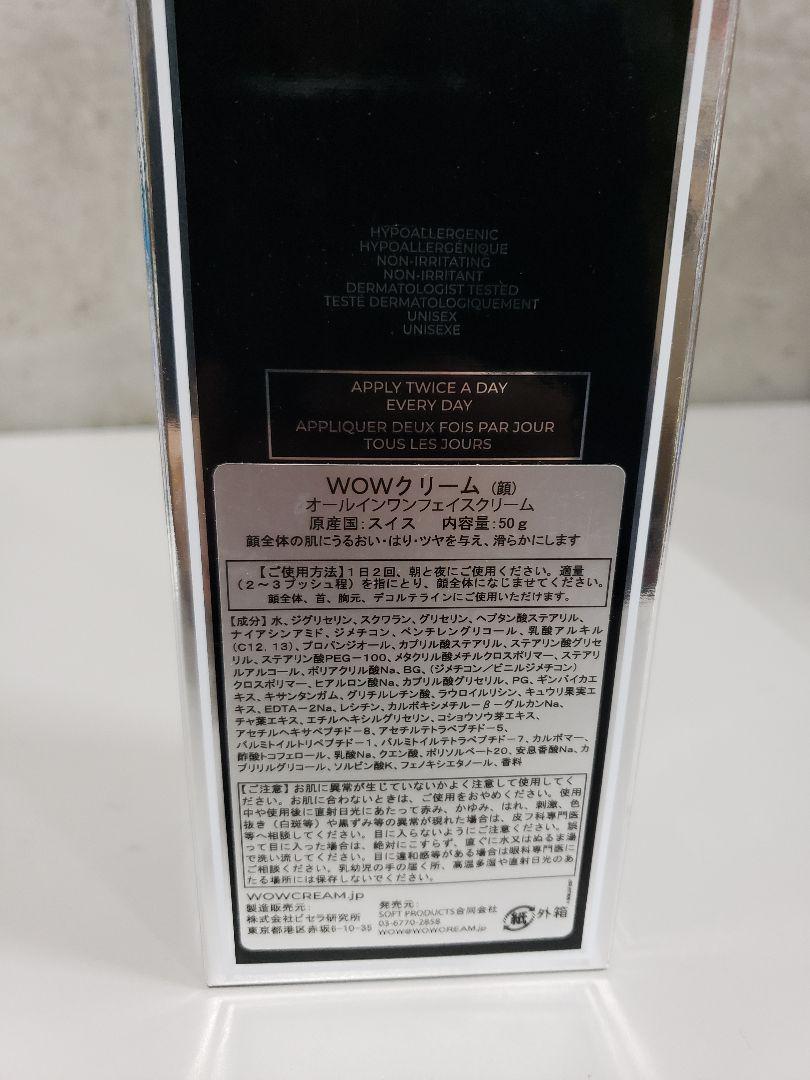 HYPOALLERGENIC
HYPOALLERGÉNIQUE
NON-IRRITATING
NON-IRRITANT
DERMATOLOGIST TESTED
TESTÉ DERMATOLOGIQUEMENT
UNISEX
UNISEXE
APPLY TWICE A DAY
EVERY DAY
APPLIQUER DEUX FOIS PAR JOUR
TOUS LES JOURS
WOWクリーム（顔）
オールインワンフェイスクリーム
原産国：スイス　内容量：50ｇ
顔全体の肌にうるおい・はり・ツヤを与え、滑らかにします
【ご使用方法】1日2回、朝と夜にご使用ください。適量
（2～3プッシュ程）を指にとり、顔全体になじませてください。
顔全体、首、胸元、デコルテラインにご使用いただけます。
【成分】水、ジグリセリン、スクワラン、グリセリン、ヘプタン酸ステアリル、
ナイアシンアミド、ジメチコン、ペンチレングリコール、乳酸アルキル
(C12, 13)、プロパンジオール、カプリル酸ステアリル、ステアリン酸グリセ
リル、ステアリン酸PEG－100、メタクリル酸メチルクロスポリマー、ステアリ
ルアルコール、ポリアクリル酸Na、BG、（ジメチコン/ビニルジメチコン）
クロスポリマー、ヒアルロン酸Na、カプリル酸グリセリル、PG、ギンバイカエ
キス、キサンタンガム、グリチルレチン酸、ラウロイルリシン、キュウリ果実エ
キス、EDTA－2Na、レシチン、カルボキシメチル－β－グルカンNa、
チャ葉エキス、エチルヘキシルグリセリン、コショウソウ芽エキス、
アセチルヘキサペプチド－8、アセチルテトラペプチド－5、
パルミトイルトリペプチド－1、パルミトイルテトラペプチド－7、カルボマー、
酢酸トコフェロール、乳酸Na、クエン酸、ポリソルベート20、安息香酸Na、カ
プリリルグリコール、ソルビン酸K、フェノキシエタノール、香料
【ご注意】お肌に異常が生じていないかよく注意して使用してく
ださい。お肌に合わないときは、ご使用をおやめください。使用
中や使用後に直射日光にあたって赤み、かゆみ、はれ、刺激、色
抜き（白斑等）や黒ずみ等の異常が現れた場合は、皮フ科専門医
等へ相談してください。目に入らないようにご注意ください。誤
って目に入った場合は、絶対にこすらず、直ぐに水又はぬるま湯
で洗い流してください。目に違和感等がある場合は眼科専門医に
ご相談ください。乳幼児の手の届く所、高温多湿や直射日光のあ
たる場所には保存しないでください。
WOWCREAM.jp
製造販売元：
株式会社ビセラ研究所
東京都港区赤坂6-10-35
発売元：
SOFT PRODUCTS合同会社
03-6770-2858
WOW@WOWCREAM.jp
紙 外箱